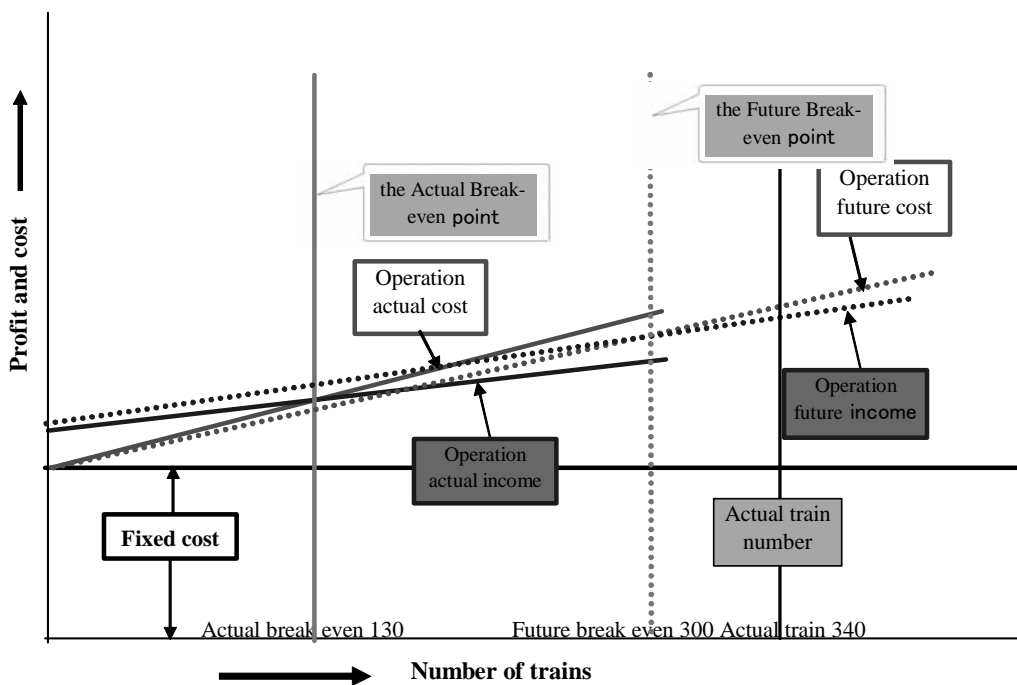 the Future Break-
even point
the Actual Break-
even point
Operation
future cost
Operation
actual cost
Profit and cost
Operation
future income
Operation
actual income
Actual train
number
Fixed cost
Actual break even 130
Future break even 300
Actual train 340
Number of trains